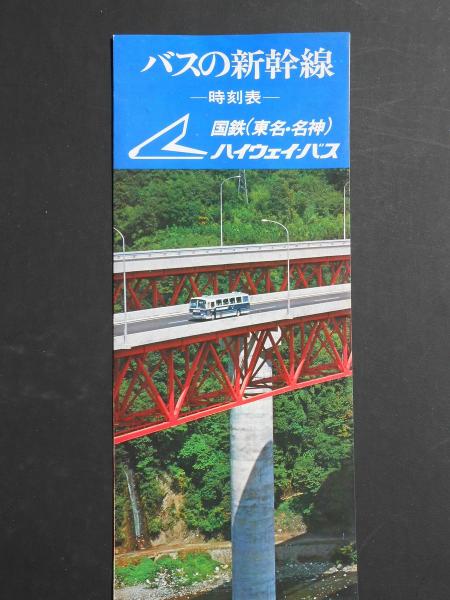 バスの新幹線
―時刻表―
国鉄(東名・名神)
ハイウェイ・バス